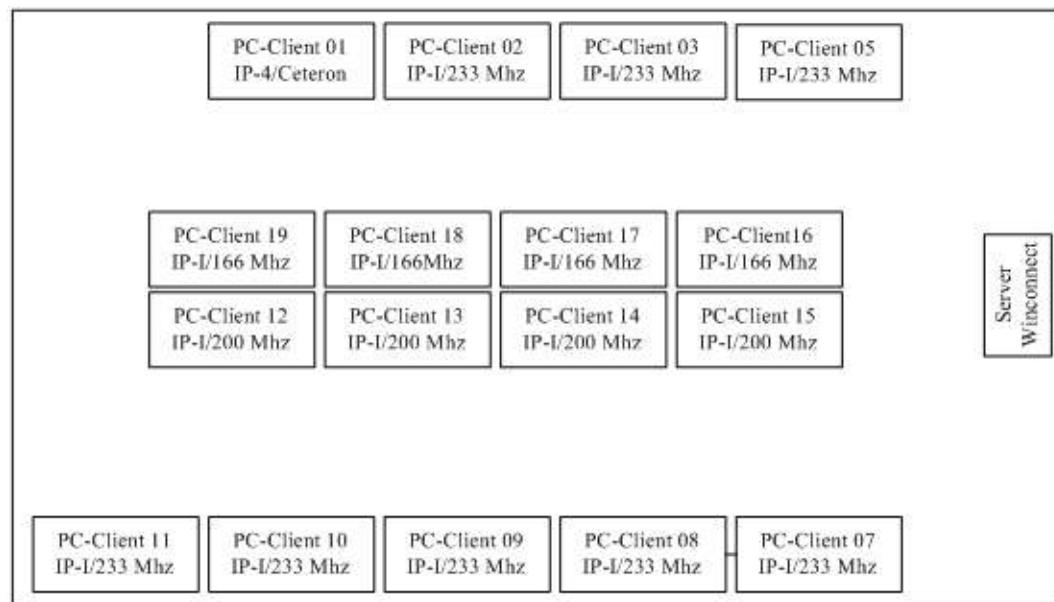 PC-Client 01
IP-4/Ceteron
PC-Client 02
IP-I/233 Mhz
PC-Client 03
IP-I/233 Mhz
PC-Client 05
IP-I/233 Mhz
PC-Client 19
IP-I/166 Mhz
PC-Client 18
IP-I/166Mhz
PC-Client 17
IP-I/166 Mhz
PC-Client16
IP-I/166 Mhz
PC-Client 12
IP-I/200 Mhz
PC-Client 13
IP-I/200 Mhz
PC-Client 14
IP-I/200 Mhz
PC-Client 15
IP-I/200 Mhz
Server
Winconnect
PC-Client 11
IP-I/233 Mhz
PC-Client 10
IP-I/233 Mhz
PC-Client 09
IP-I/233 Mhz
PC-Client 08
IP-I/233 Mhz
PC-Client 07
IP-I/233 Mhz